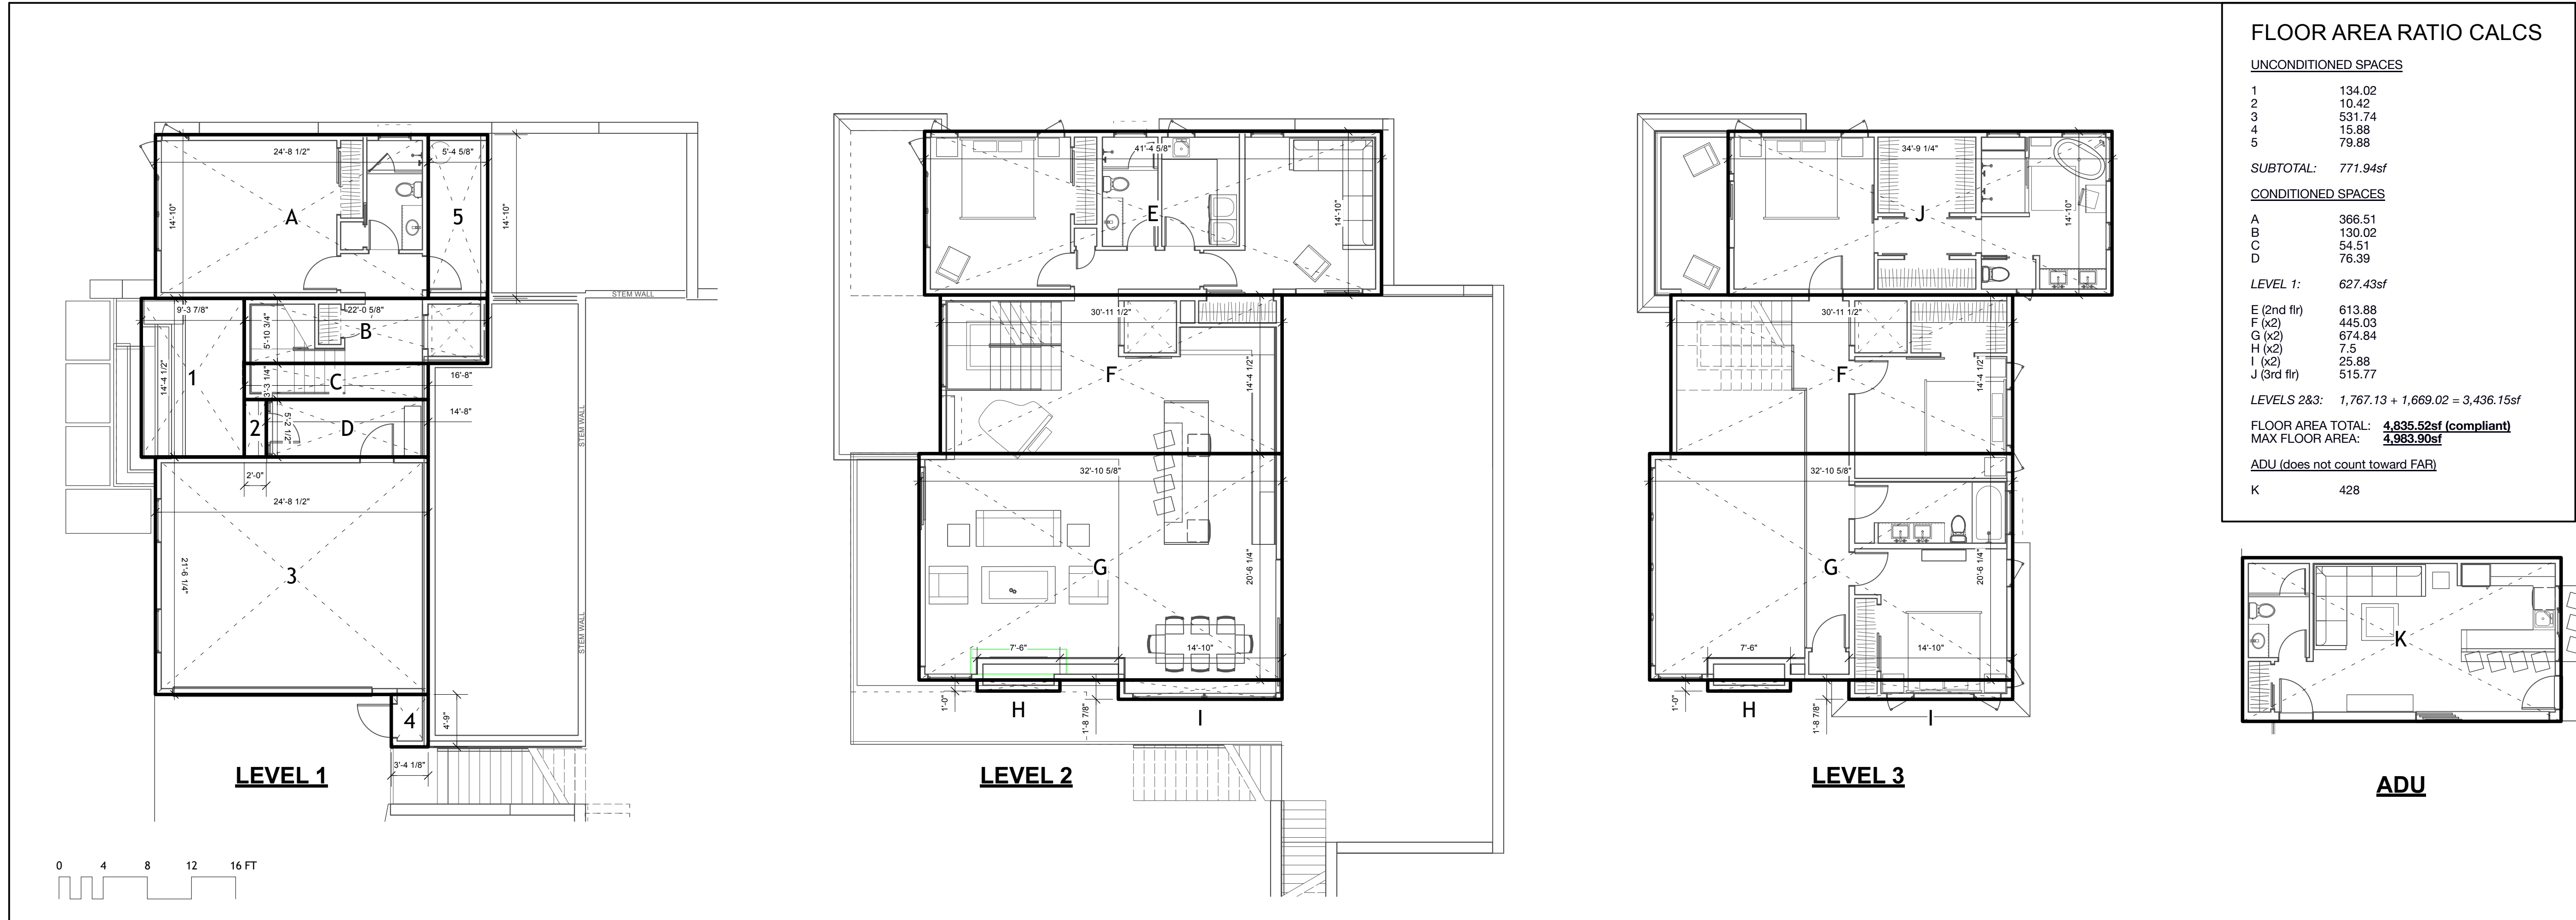 24'-8 1/2"
5'-4 5/8"
14'-10"
A
5
14'-10"
STEM WALL
9'-3 7/8"
22'-0 5/8"
5'-10 3/4"
B
14'-4 1/2"
1
3'-3 1/4"
C
16'-8"
14'-8"
2
5'-2 1/2"
D
STEM WALL
2'-0"
24'-8 1/2"
21'-6 1/4"
3
STEM WALL
4
4'-9"
3'-4 1/8"
LEVEL 1
0 4 8 12 16 FT
41'-4 5/8"
E
14'-10"
30'-11 1/2"
F
14'-4 1/2"
32'-10 5/8"
G
20'-6 1/4"
7'-6"
14'-10"
1'-0"
H
1'-8 7/8"
I
LEVEL 2
34'-9 1/4"
J
14'-10"
30'-11 1/2"
F
14'-4 1/2"
32'-10 5/8"
G
20'-6 1/4"
7'-6"
14'-10"
1'-0"
H
1'-8 7/8"
I
LEVEL 3
FLOOR AREA RATIO CALCS
UNCONDITIONED SPACES
1 134.02
2 10.42
3 531.74
4 15.88
5 79.88
SUBTOTAL: 771.94sf
CONDITIONED SPACES
A 366.51
B 130.02
C 54.51
D 76.39
LEVEL 1: 627.43sf
E (2nd flr) 613.88
F (x2) 445.03
G (x2) 674.84
H (x2) 7.5
I (x2) 25.88
J (3rd flr) 515.77
LEVELS 2&3: 1,767.13 + 1,669.02 = 3,436.15sf
FLOOR AREA TOTAL: 4,835.52sf (compliant)
MAX FLOOR AREA: 4,983.90sf
ADU (does not count toward FAR)
K 428
K
ADU